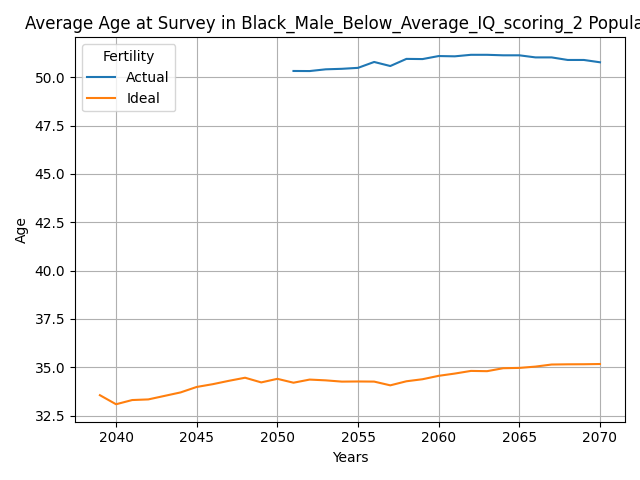 Average Age at Survey in Black_Male_Below_Average_IQ_scoring_2 Popula
Fertility
Actual
Ideal
50.0
47.5
45.0
42.5
40.0
37.5
35.0
32.5
Age
2040 2045 2050 2055 2060 2065 2070
Years